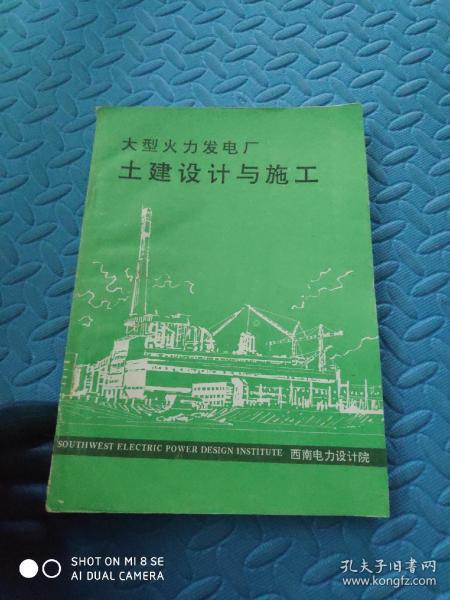 大型火力发电厂
土建设计与施工
SOUTHWEST ELECTRIC POWER DESIGN INSTITUTE 西南电力设计院
SHOT ON MI 8 SE
AI DUAL CAMERA
孔夫子旧书网
www.kongfz.com